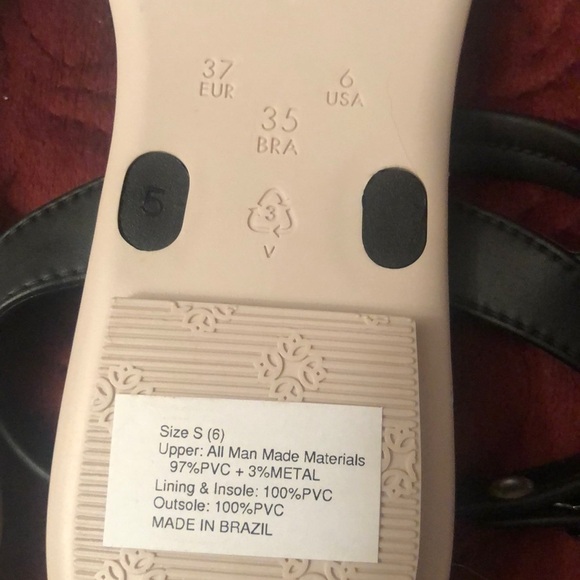 37
EUR
6
USA
35
BRA
5
3
V
Size S (6)
Upper: All Man Made Materials
97%PVC + 3%METAL
Lining & Insole: 100%PVC
Outsole: 100%PVC
MADE IN BRAZIL